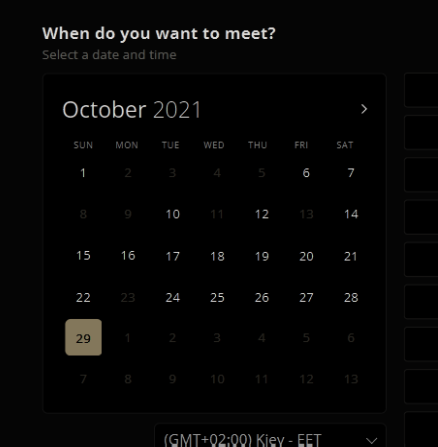 When do you want to meet?
Select a date and time
October 2021 >
SUN MON TUE WED THU FRI SAT
1 2 3 4 5 6 7
8 9 10 11 12 13 14
15 16 17 18 19 20 21
22 23 24 25 26 27 28
29 1 2 3 4 5 6
7 8 9 10 11 12 13
(GMT+02:00) Kiev - EET